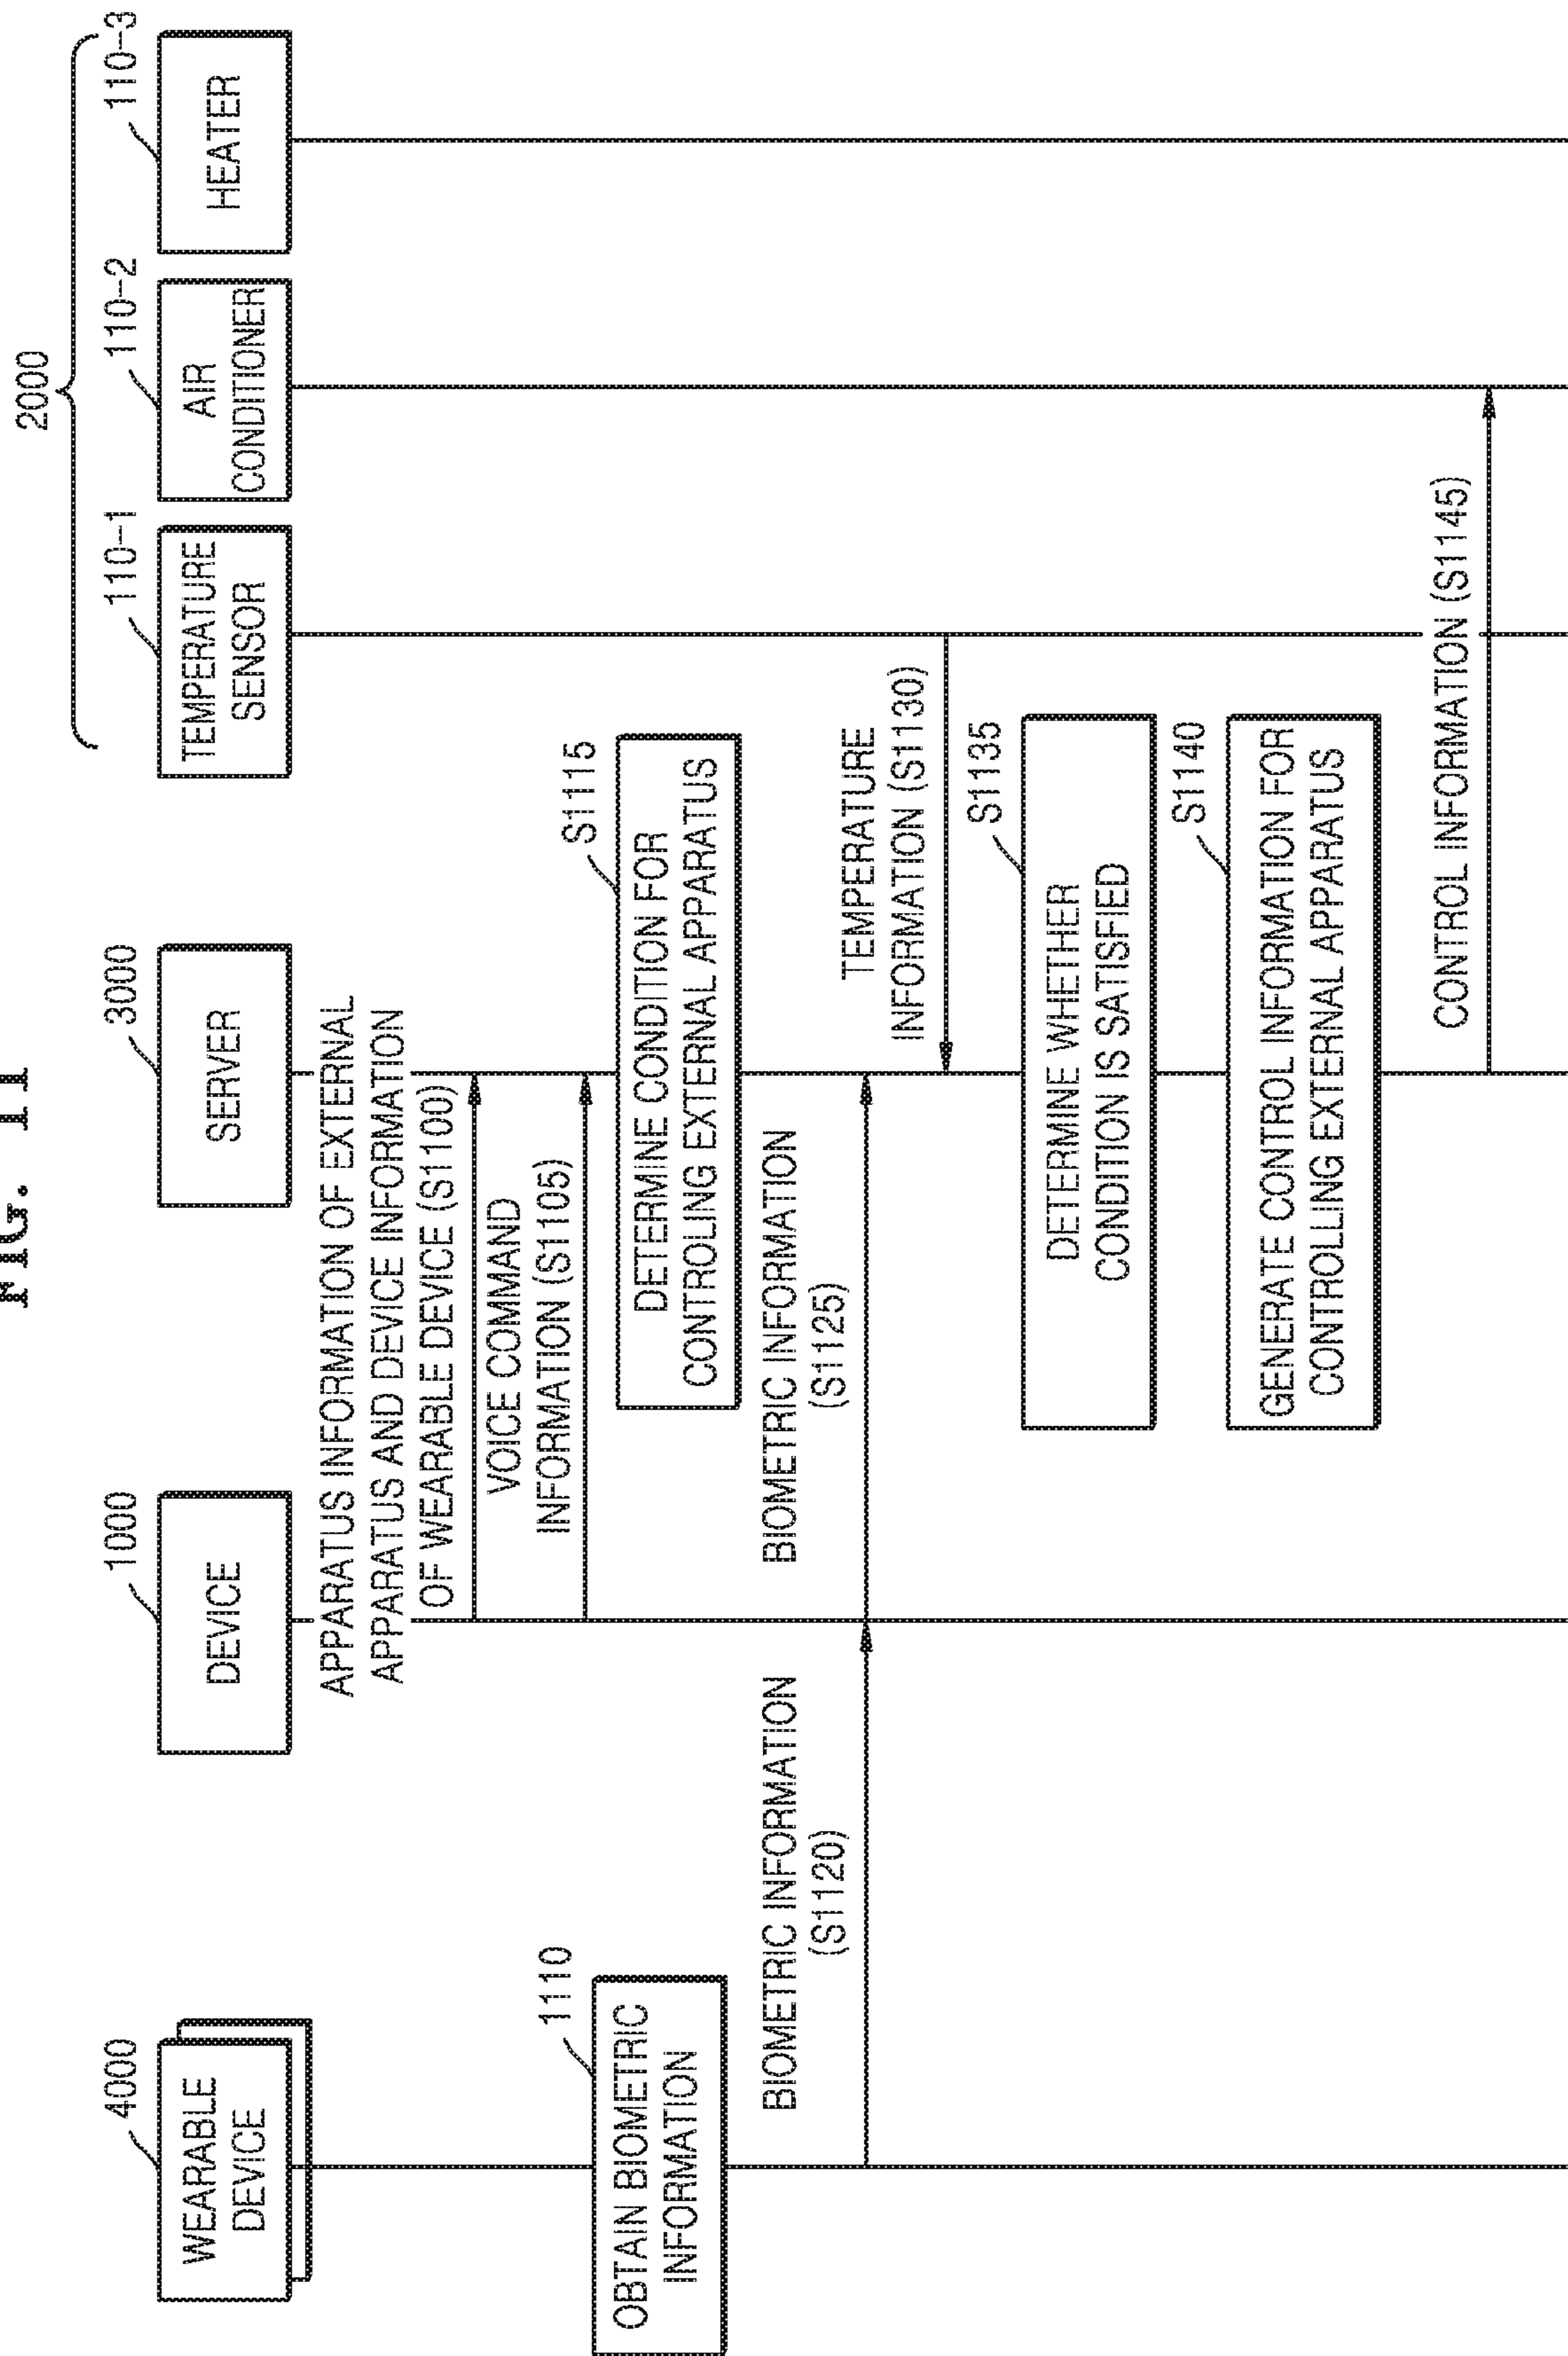 FIG. 11
2000
4000
1000
3000
110-1
110-2
110-3
WEARABLE
DEVICE
DEVICE
SERVER
TEMPERATURE
SENSOR
AIR
CONDITIONER
HEATER
APPARATUS INFORMATION OF EXTERNAL
APPARATUS AND DEVICE INFORMATION
OF WEARABLE DEVICE (S1100)
VOICE COMMAND
INFORMATION (S1105)
1110
OBTAIN BIOMETRIC
INFORMATION
S1115
DETERMINE CONDITION FOR
CONTROLING EXTERNAL APPARATUS
BIOMETRIC INFORMATION
(S1120)
BIOMETRIC INFORMATION
(S1125)
TEMPERATURE
INFORMATION (S1130)
S1135
DETERMINE WHETHER
CONDITION IS SATISFIED
S1140
GENERATE CONTROL INFORMATION FOR
CONTROLLING EXTERNAL APPARATUS
CONTROL INFORMATION (S1145)